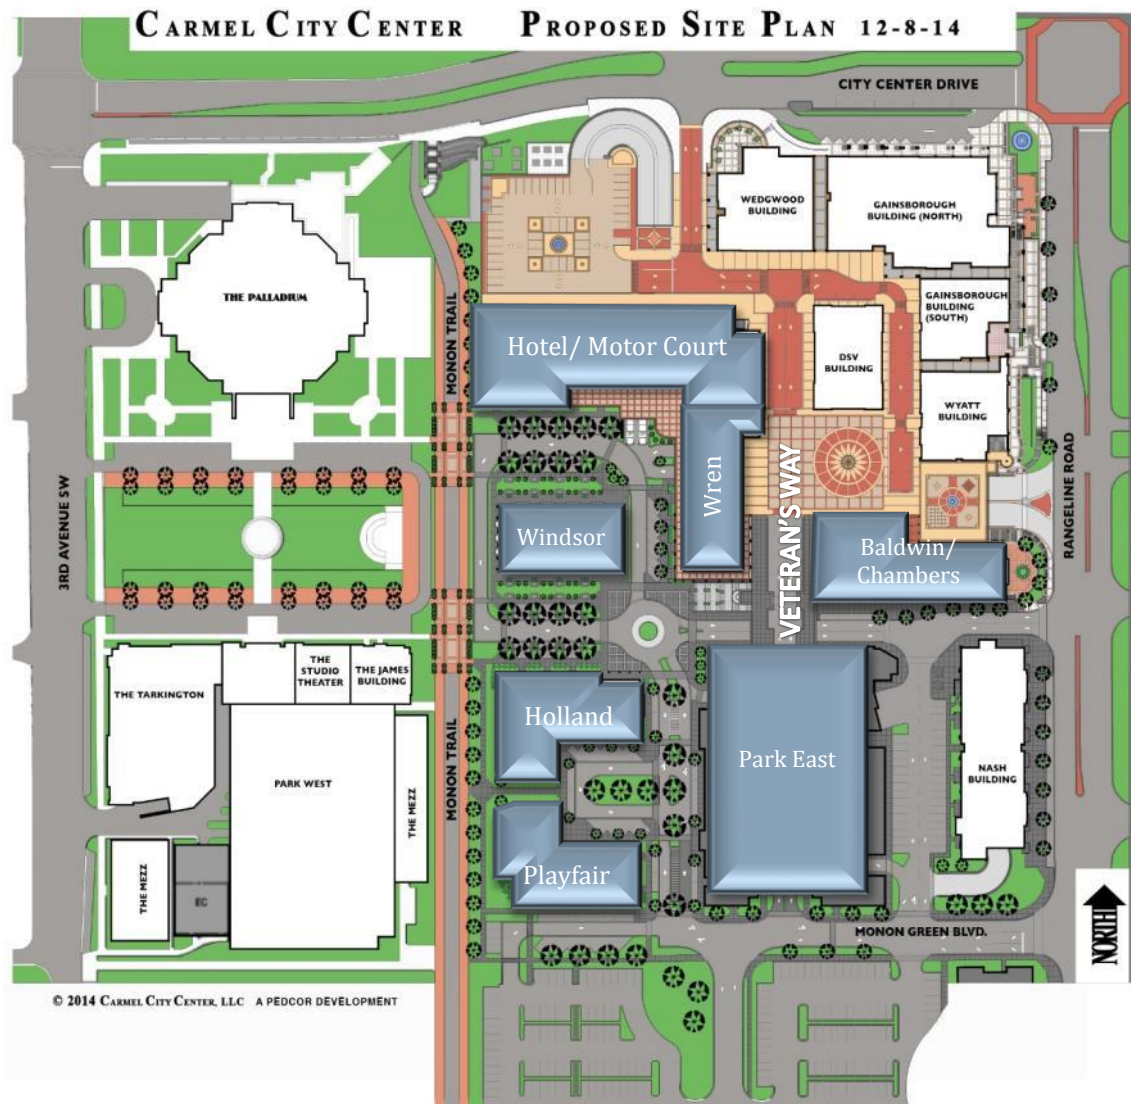 CARMEL CITY CENTER PROPOSED SITE PLAN 12-8-14
CITY CENTER DRIVE
WEDGWOOD
BUILDING
GAINSBOROUGH
BUILDING (NORTH)
THE PALLADIUM
MONON TRAIL
GAINSBOROUGH
BUILDING
(SOUTH)
Hotel/ Motor Court
DSV
BUILDING
WYATT
BUILDING
3RD AVENUE SW
Wren
VETERAN'S WAY
RANGELINE ROAD
Windsor
Baldwin/
Chambers
THE TARKINGTON
THE
STUDIO
THEATER
THE JAMES
BUILDING
Holland
Park East
NASH
BUILDING
PARK WEST
MONON TRAIL
THE MEZZ
THE MEZZ
EC
Playfair
MONON GREEN BLVD.
NORTH
© 2014 CARMEL CITY CENTER, LLC A PEDCOR DEVELOPMENT